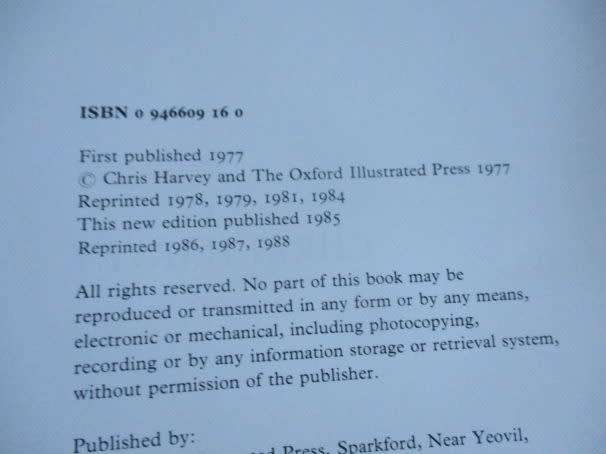 ISBN 0 946609 16 0
First published 1977
© Chris Harvey and The Oxford Illustrated Press 1977
Reprinted 1978, 1979, 1981, 1984
This new edition published 1985
Reprinted 1986, 1987, 1988
All rights reserved. No part of this book may be
reproduced or transmitted in any form or by any means,
electronic or mechanical, including photocopying,
recording or by any information storage or retrieval system,
without permission of the publisher.
Published by:
Press, Sparkford, Near Yeovil,